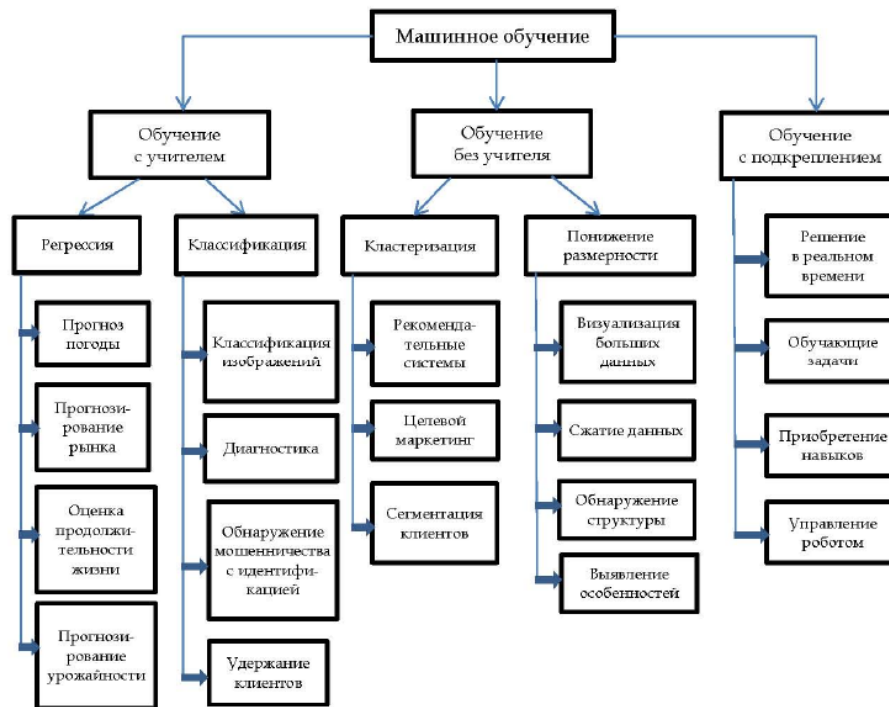 Машинное обучение
Обучение
с учителем
Обучение
без учителя
Обучение
с подкреплением
Регрессия
Классификация
Кластеризация
Понижение
размерности
Прогноз
погоды
Прогнози-
рование
рынка
Оценка
продолжи-
тельности
жизни
Прогнози-
рование
урожайности
Классификация
изображений
Диагностика
Обнаружение
мошенничества
с идентифи-
кацией
Удержание
клиентов
Рекоменда-
тельные
системы
Целевой
маркетинг
Сегментация
клиентов
Визуализация
больших
данных
Сжатие данных
Обнаружение
структуры
Выявление
особенностей
Решение
в реальном
времени
Обучающие
задачи
Приобретение
навыков
Управление
роботом